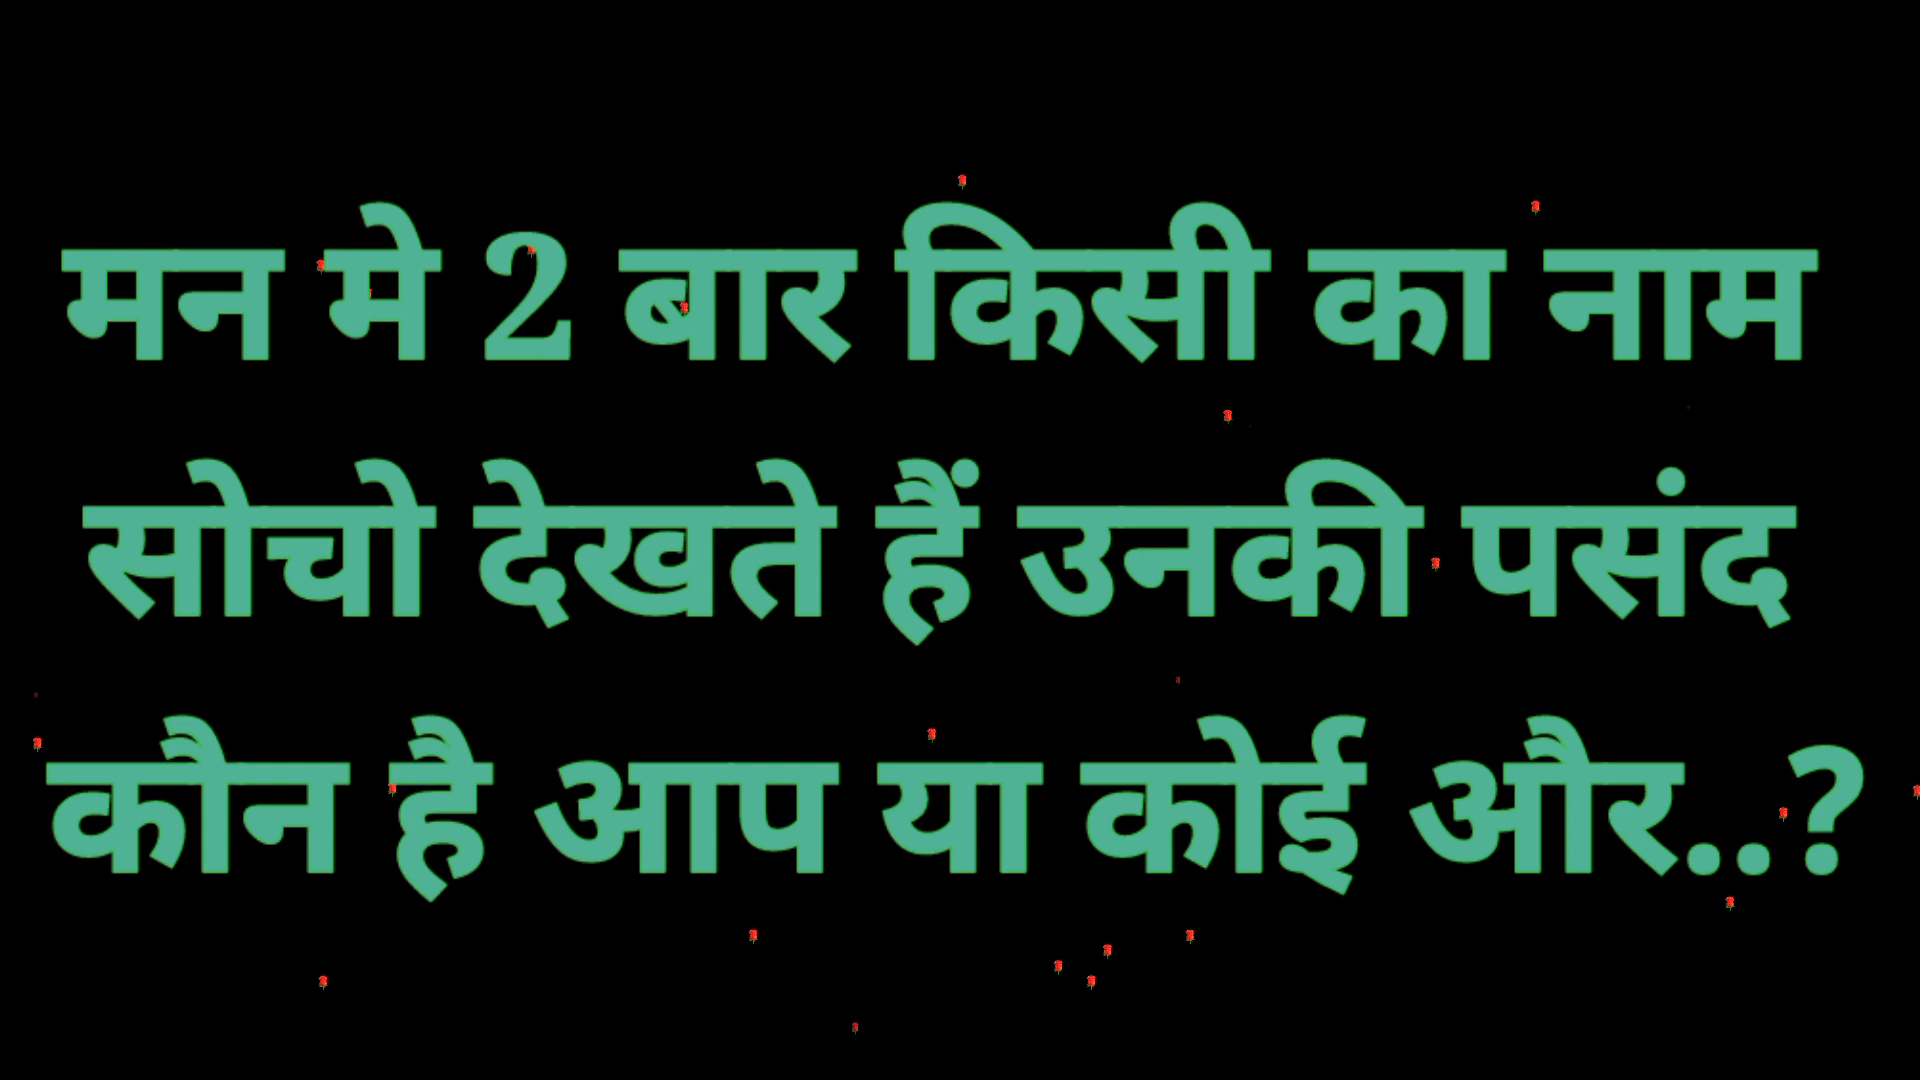 मन मे 2 बार किसी का नाम
सोचो देखते हैं उनकी पसंद
कौन है आप या कोई और..?